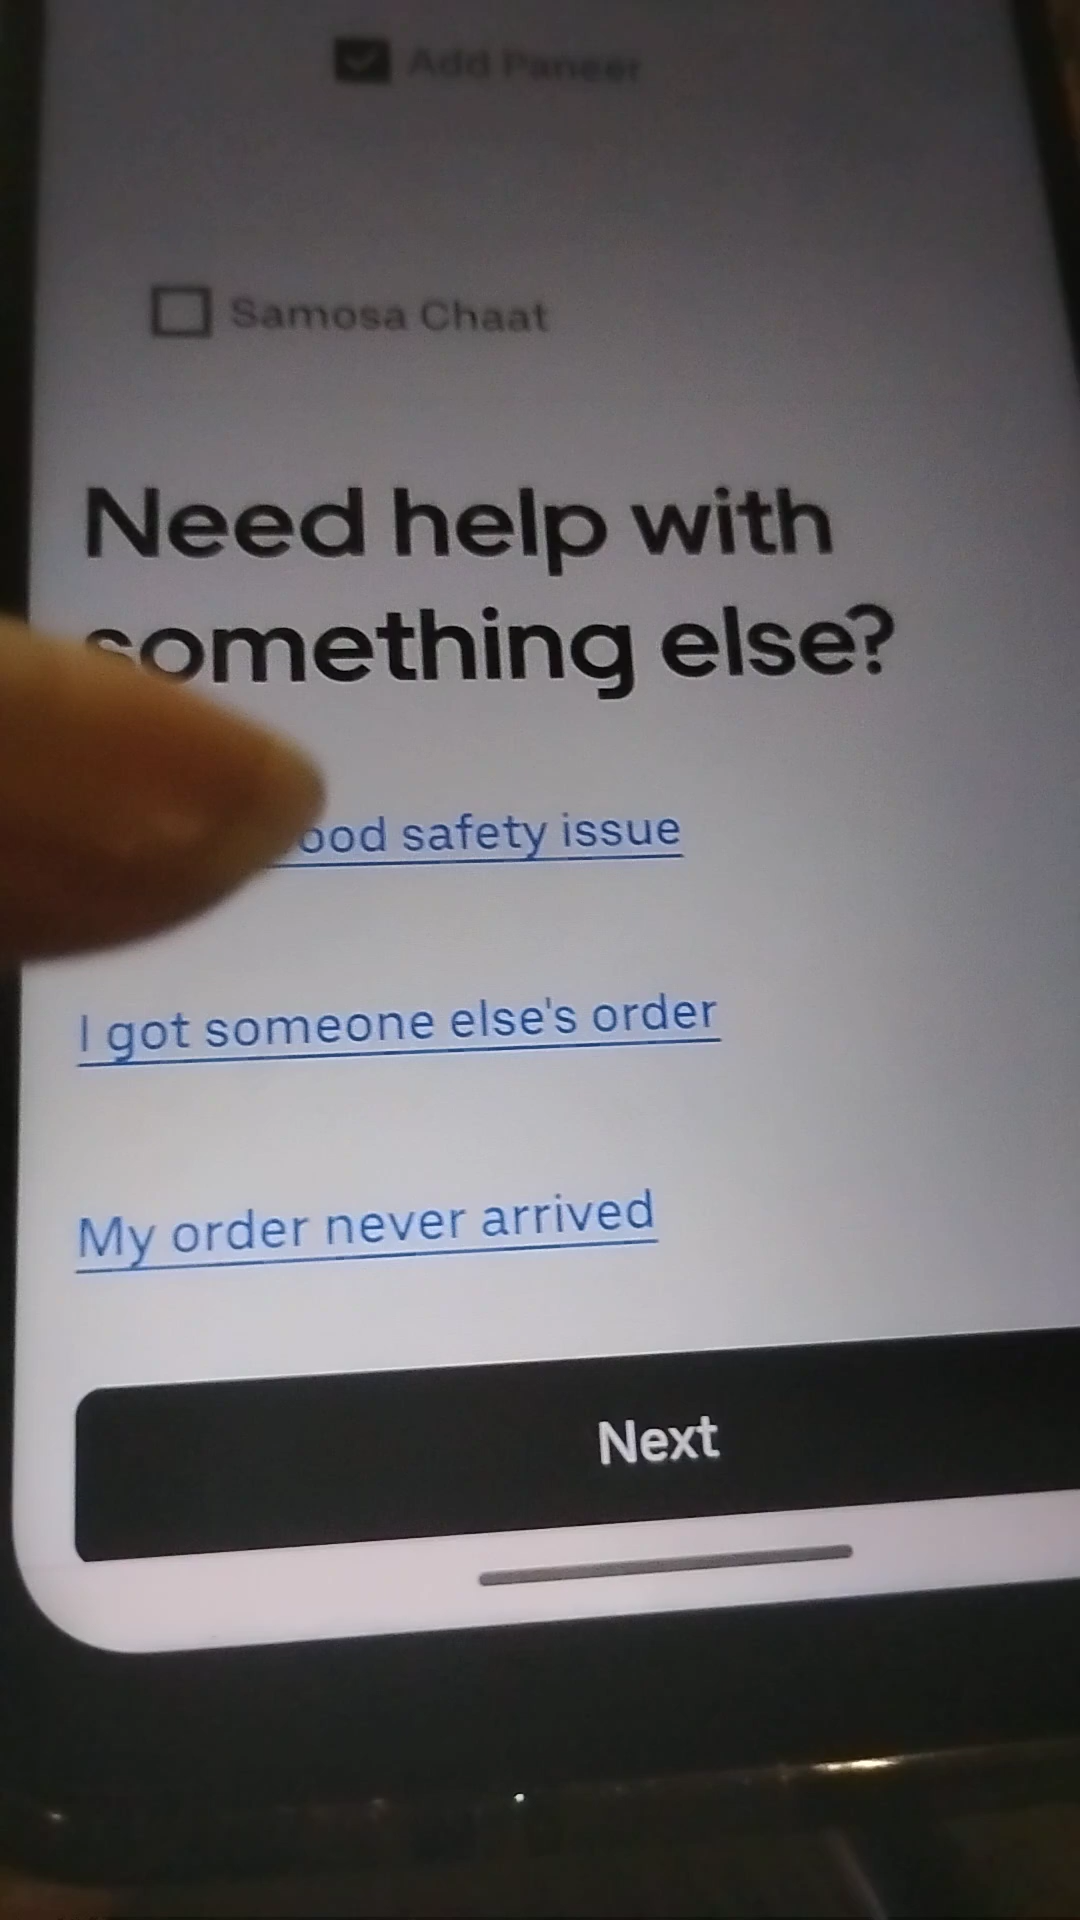 Add Paneer
Samosa Chaat
Need help with
something else?
safety issue
I got someone else's order
My order never arrived
Next